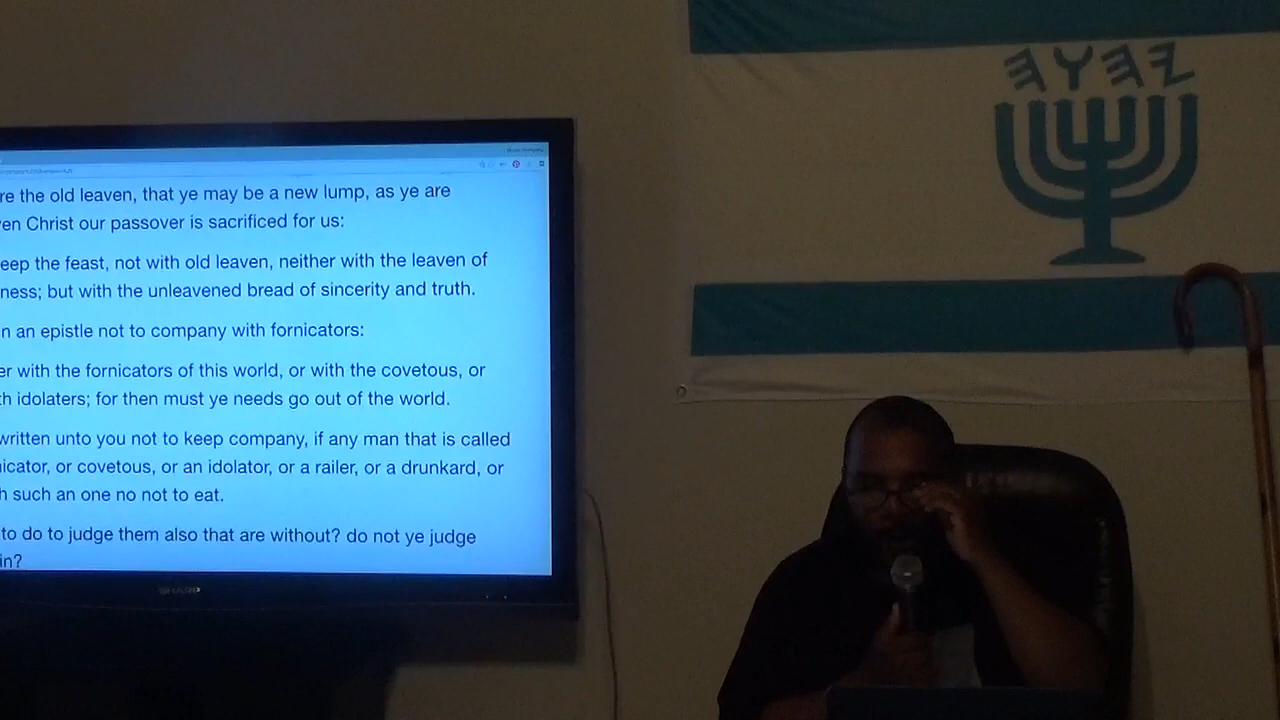 re the old leaven, that ye may be a new lump, as ye are
en Christ our passover is sacrificed for us:
eep the feast, not with old leaven, neither with the leaven of
ness; but with the unleavened bread of sincerity and truth.
n an epistle not to company with fornicators:
er with the fornicators of this world, or with the covetous, or
h idolaters; for then must ye needs go out of the world.
written unto you not to keep company, if any man that is called
icator, or covetous, or an idolator, or a railer, or a drunkard, or
h such an one no not to eat.
to do to judge them also that are without? do not ye judge
in?
SHARP
𐤉𐤄𐤅𐤄